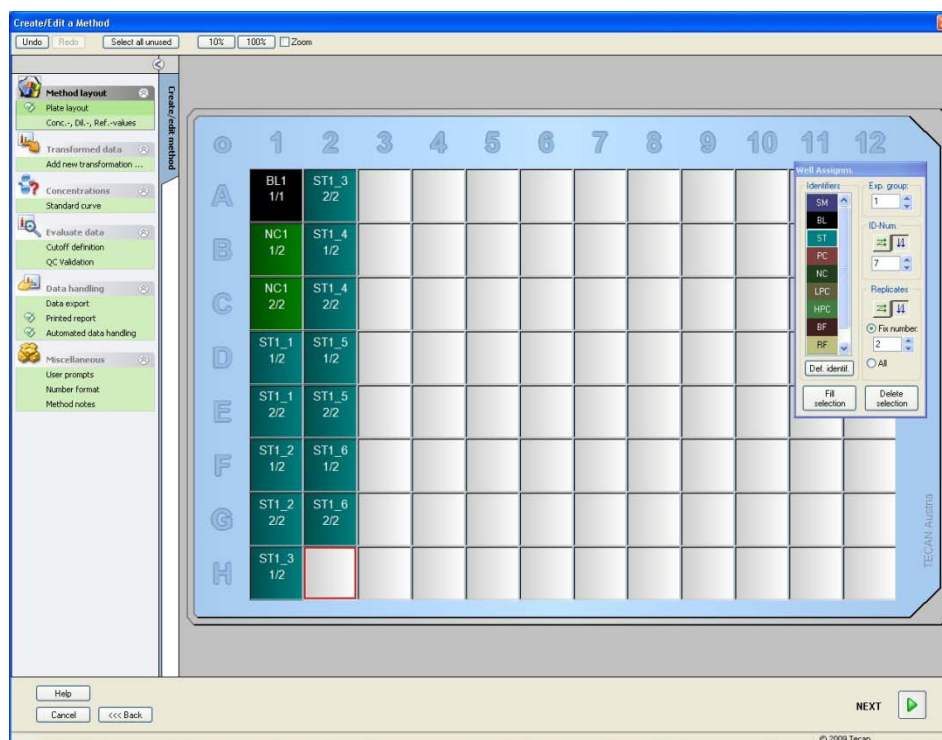 Create/Edit a Method
Undo Redo Select all unused 10% 100% Zoom
Method layout
Plate layout
Conc.-, Dil.-, Ref.-values
Transformed data
Add new transformation ...
Concentrations
Standard curve
Evaluate data
Cutoff definition
QC Validation
Data handling
Data export
Printed report
Automated data handling
Miscellaneous
User prompts
Number format
Method notes
Create/edit method
1 2 3 4 5 6 7 8 9 10 11 12
A
BL1 ST1_3
1/1 2/2
B
NC1 ST1_4
1/2 1/2
C
NC1 ST1_4
2/2 2/2
D
ST1_1 ST1_5
1/2 1/2
E
ST1_1 ST1_5
2/2 2/2
F
ST1_2 ST1_6
1/2 1/2
G
ST1_2 ST1_6
2/2 2/2
H
ST1_3
1/2
Well Assignm.
Identifiers
SM
BL
ST
PC
NC
LPC
HPC
BF
RF
Def. identif.
Exp. group:
1
ID-Num.
7
Replicates
Fix number:
2
All
Fill selection
Delete selection
TECAN Austria
Help
Cancel <<< Back
NEXT
© 2009 Tecan